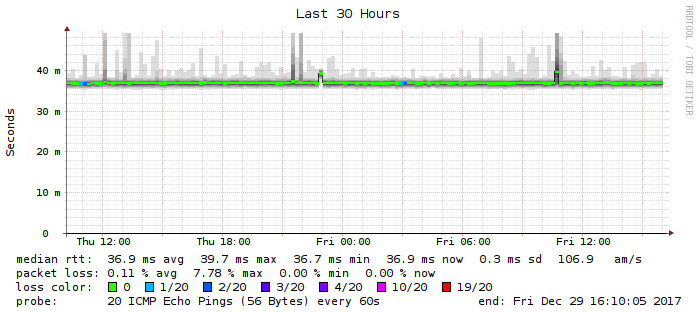 Last 30 Hours
RRDTOOL / TOBI OETIKER
Seconds
40 m
30 m
20 m
10 m
0
Thu 12:00 Thu 18:00 Fri 00:00 Fri 06:00 Fri 12:00
median rtt: 36.9 ms avg 39.7 ms max 36.7 ms min 36.9 ms now 0.3 ms sd 106.9 am/s
packet loss: 0.11 % avg 7.78 % max 0.00 % min 0.00 % now
loss color: 0 1/20 2/20 3/20 4/20 10/20 19/20
probe: 20 ICMP Echo Pings (56 Bytes) every 60s end: Fri Dec 29 16:10:05 2017